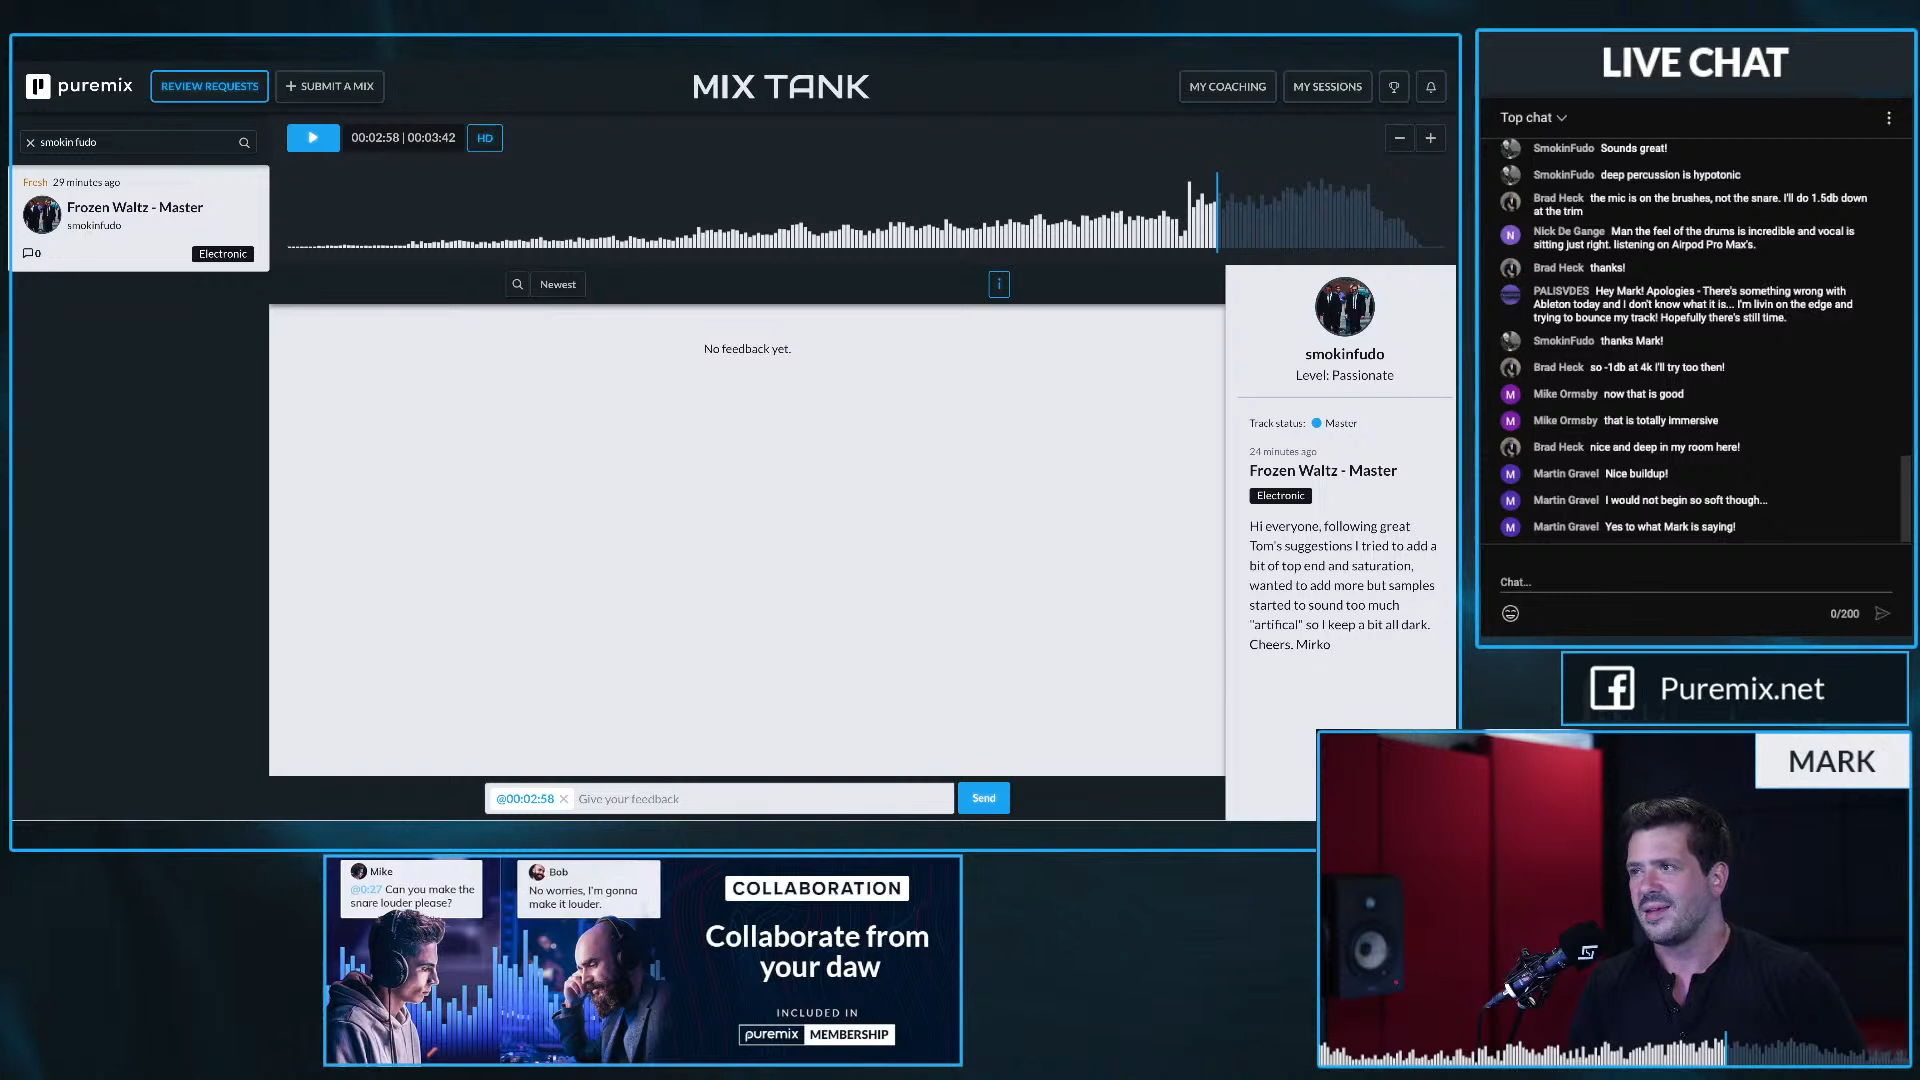 puremix
REVIEW REQUESTS
+ SUBMIT A MIX
MIX TANK
MY COACHING
MY SESSIONS
smokin fudo
00:02:58 | 00:03:42
HD
Fresh 29 minutes ago
Frozen Waltz - Master
smokinfudo
0
Electronic
Newest
i
No feedback yet.
@00:02:58
Give your feedback
Send
smokinfudo
Level: Passionate
Track status: Master
24 minutes ago
Frozen Waltz - Master
Electronic
Hi everyone, following great
Tom's suggestions I tried to add a
bit of top end and saturation,
wanted to add more but samples
started to sound too much
"artifical" so I keep a bit all dark.
Cheers. Mirko
LIVE CHAT
Top chat
SmokinFudo Sounds great!
SmokinFudo deep percussion is hypotonic
Brad Heck the mic is on the brushes, not the snare. I'll do 1.5db down
at the trim
N
Nick De Gange Man the feel of the drums is incredible and vocal is
sitting just right. listening on Airpod Pro Max's.
Brad Heck thanks!
PALISVDES Hey Mark! Apologies - There's something wrong with
Ableton today and I don't know what it is... I'm livin on the edge and
trying to bounce my track! Hopefully there's still time.
SmokinFudo thanks Mark!
Brad Heck so -1db at 4k I'll try too then!
M
Mike Ormsby now that is good
M
Mike Ormsby that is totally immersive
Brad Heck nice and deep in my room here!
M
Martin Gravel Nice buildup!
M
Martin Gravel I would not begin so soft though...
M
Martin Gravel Yes to what Mark is saying!
Chat...
0/200
f
Puremix.net
MARK
Mike
@0:27 Can you make the
snare louder please?
Bob
No worries, I'm gonna
make it louder.
COLLABORATION
Collaborate from
your daw
INCLUDED IN
puremix MEMBERSHIP